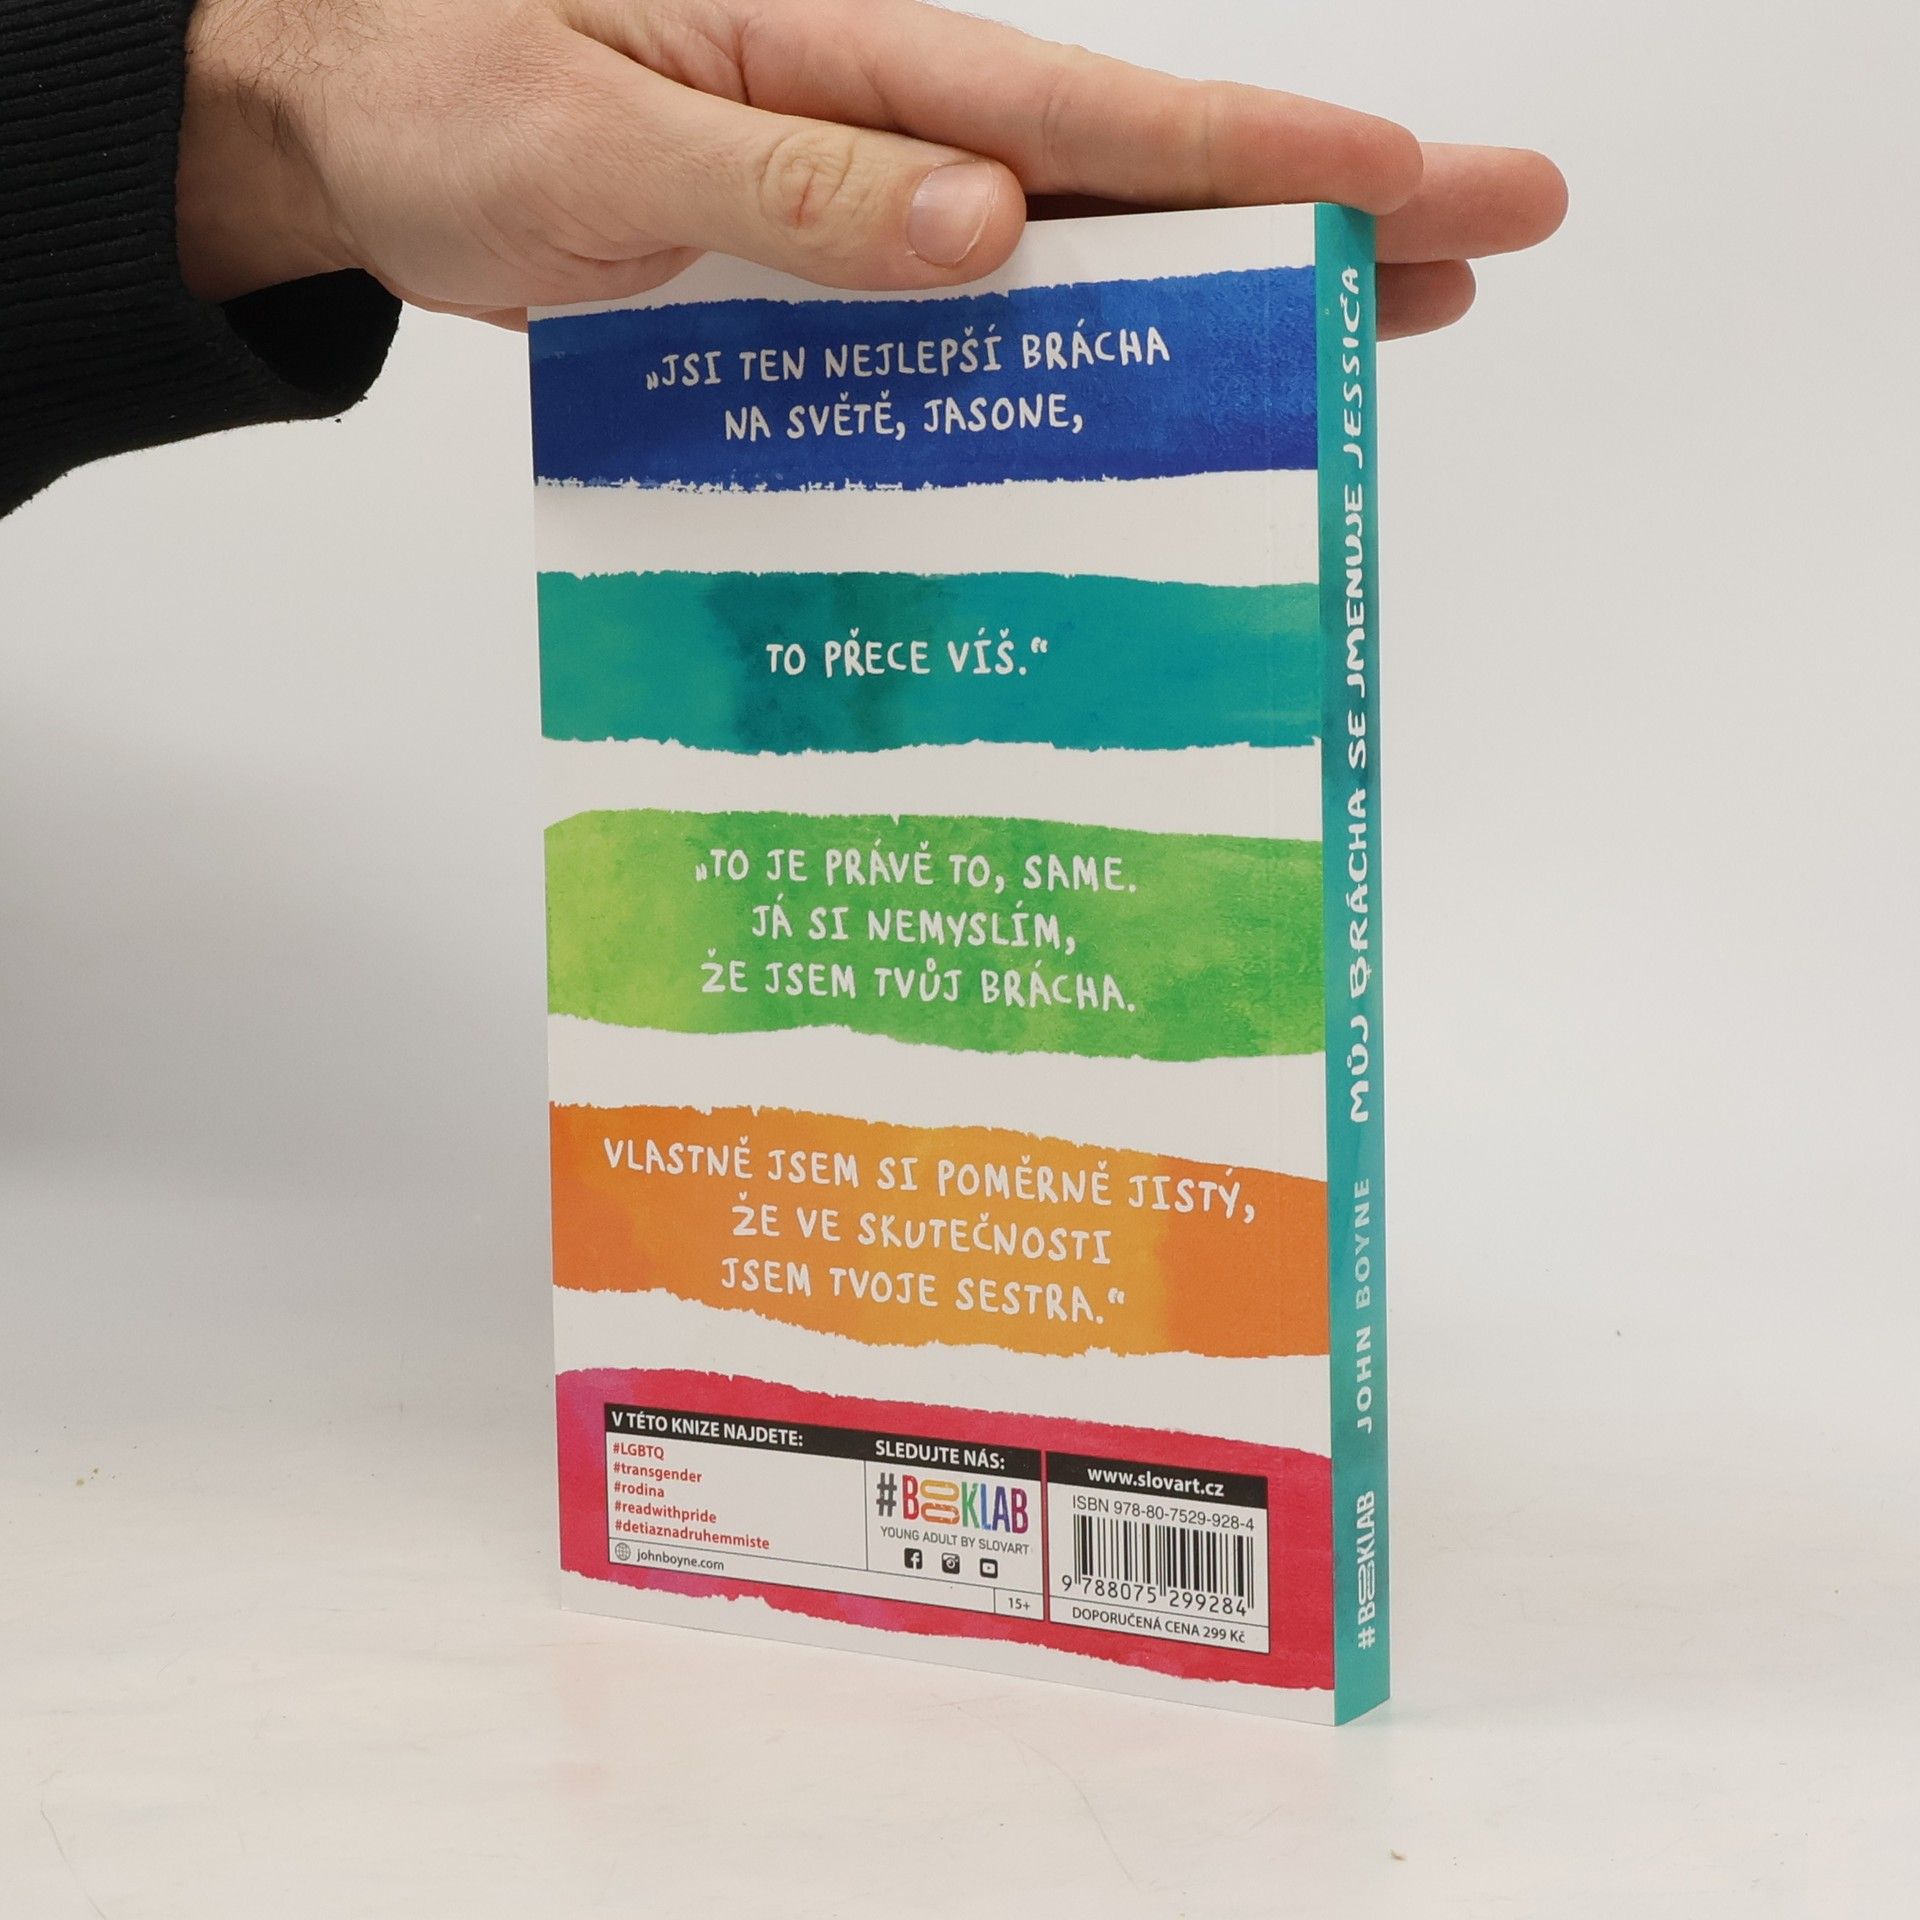 „JSI TEN NEJLEPŠÍ BRÁCHA
NA SVĚTĚ, JASONE,
TO PŘECE VÍŠ.“
„TO JE PRÁVĚ TO, SAME.
JÁ SI NEMYSLÍM,
ŽE JSEM TVŮJ BRÁCHA.
VLASTNĚ JSEM SI POMĚRNĚ JISTÝ,
ŽE VE SKUTEČNOSTI
JSEM TVOJE SESTRA.“
V TÉTO KNIZE NAJDETE:
#LGBTQ
#transgender
#rodina
#readwithpride
#detiaznadruhemmiste
johnboyne.com
SLEDUJTE NÁS:
#BOOKLAB
YOUNG ADULT BY SLOVART
15+
www.slovart.cz
ISBN 978-80-7529-928-4
9 788075 299284
DOPORUČENÁ CENA 299 Kč
#BOOKLAB JOHN BOYNE MŮJ BRÁCHA SE JMENUJE JESSICA